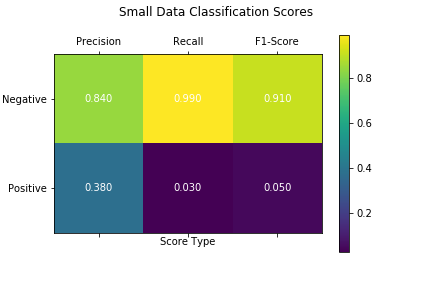 Small Data Classification Scores
Precision Recall F1-Score
Negative 0.840 0.990 0.910
Positive 0.380 0.030 0.050
Score Type
0.8
0.6
0.4
0.2